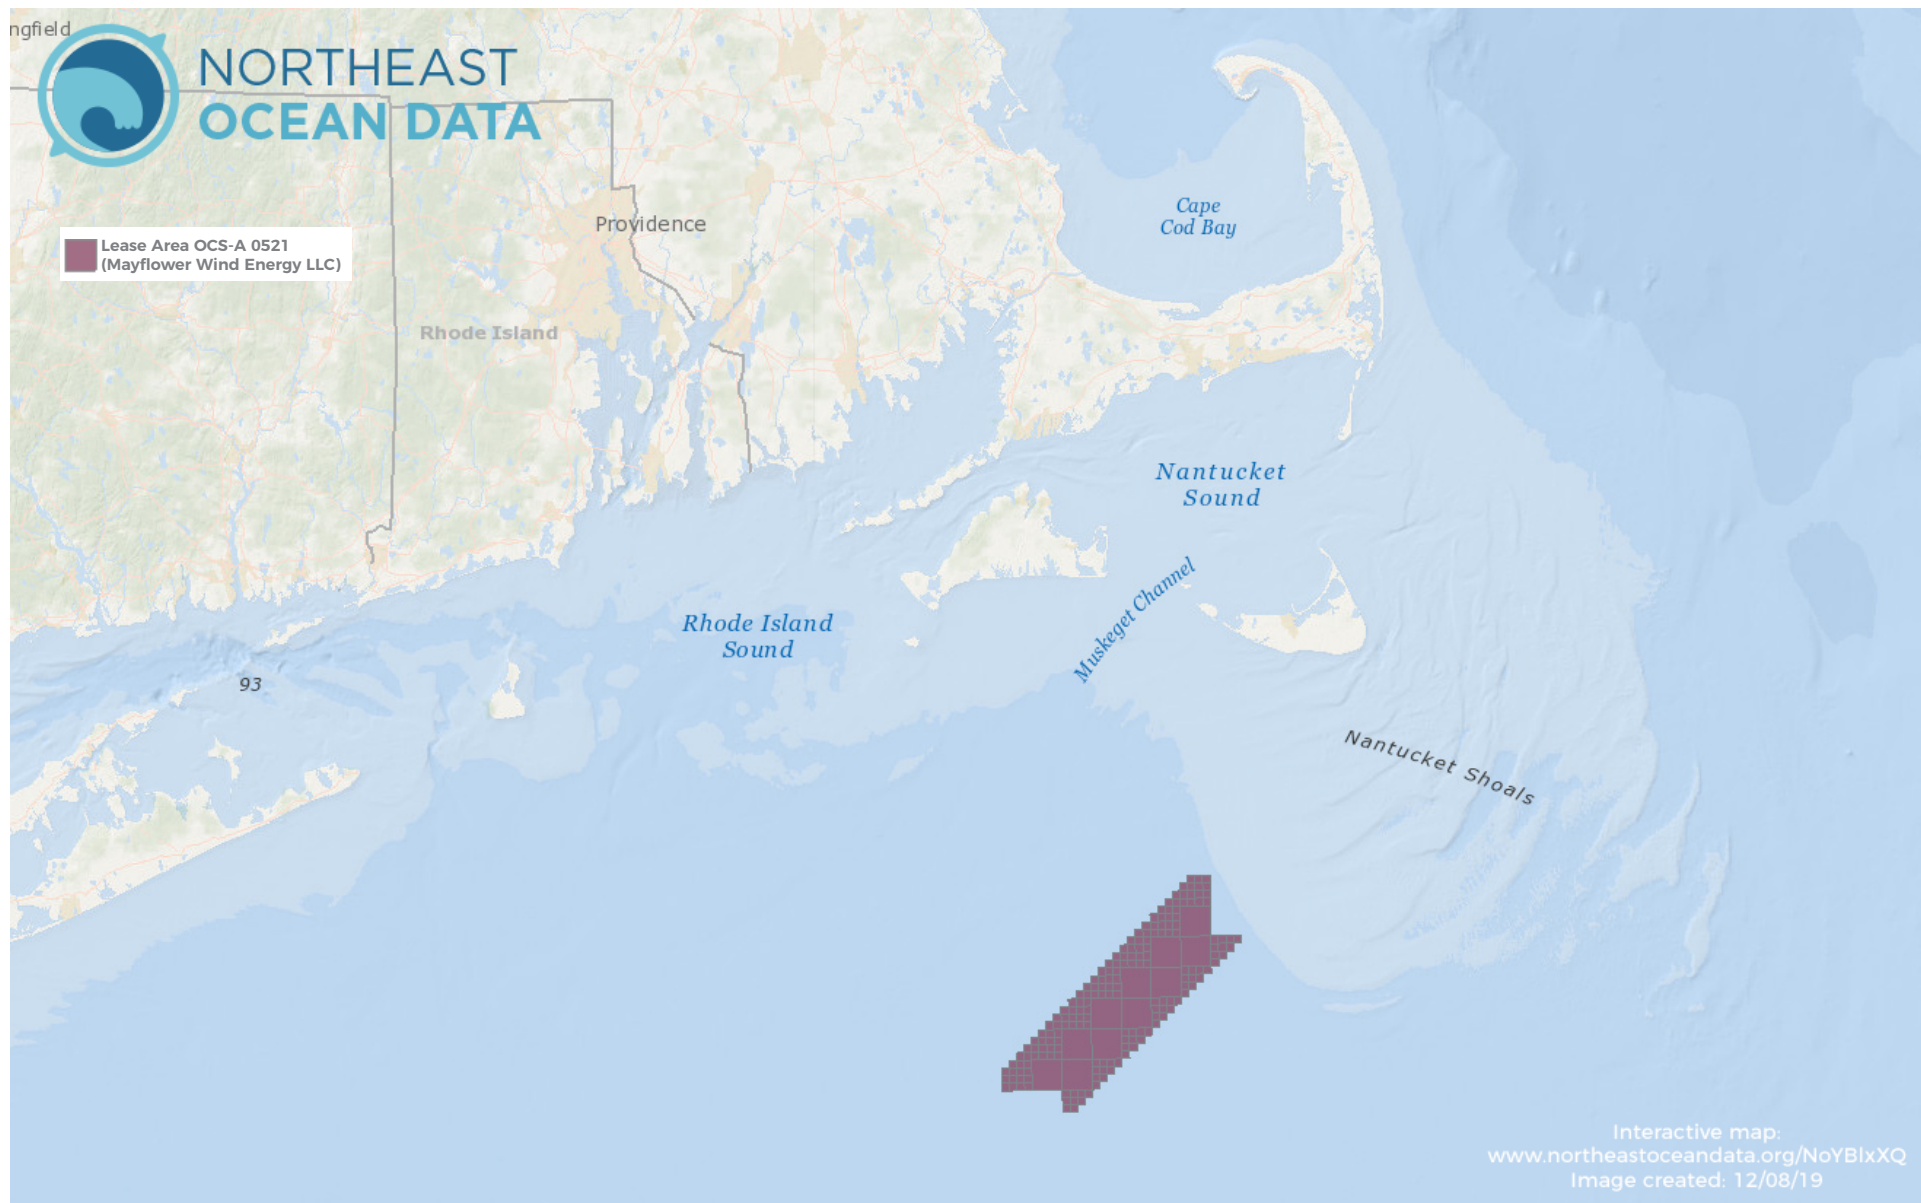 ngfield
NORTHEAST
OCEAN DATA
Lease Area OCS-A 0521
(Mayflower Wind Energy LLC)
Providence
Rhode Island
Cape
Cod Bay
Nantucket
Sound
Muskeget Channel
Rhode Island
Sound
93
Nantucket Shoals
Interactive map:
www.northeastoceandata.org/NoYBlxXQ
Image created: 12/08/19